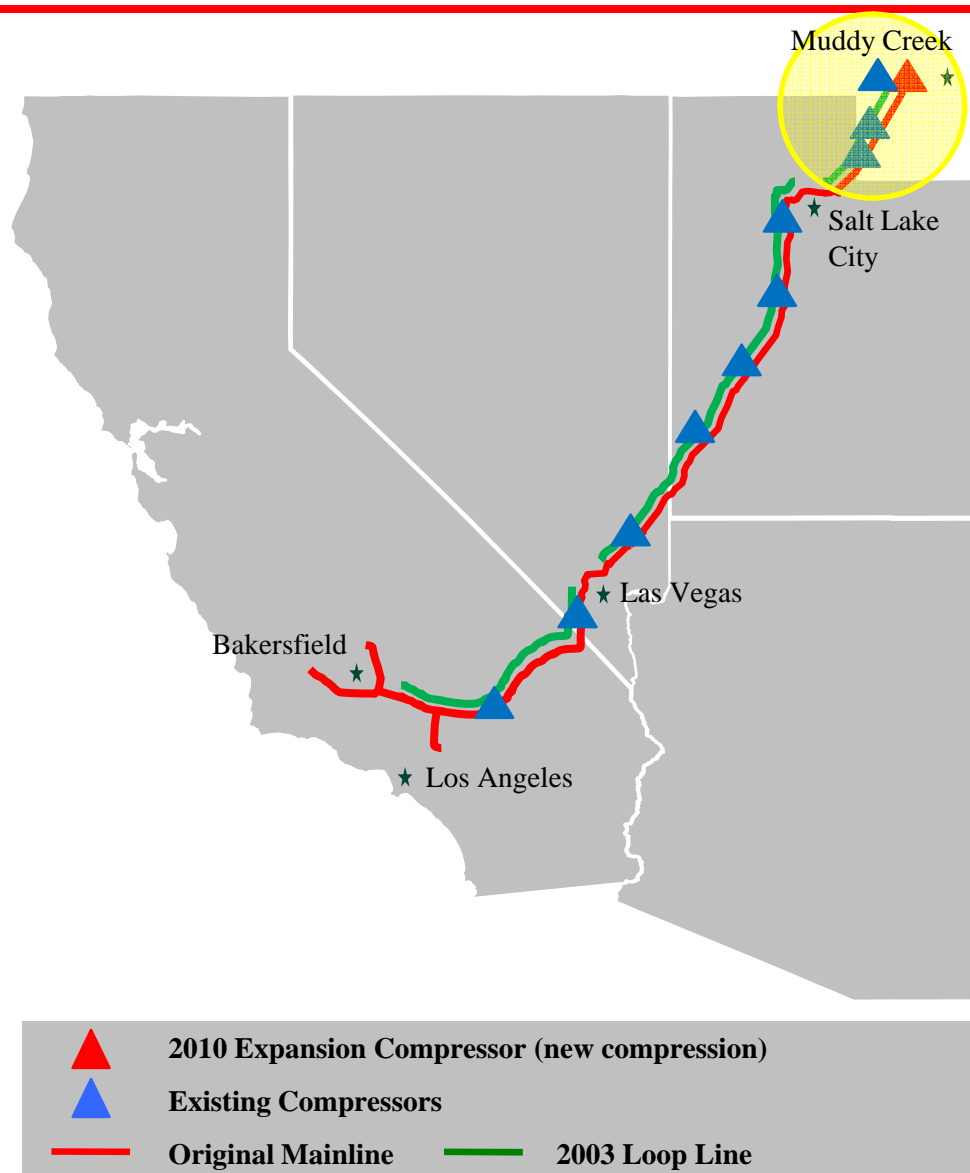 Muddy Creek
Salt Lake
City
Las Vegas
Bakersfield
Los Angeles
2010 Expansion Compressor (new compression)
Existing Compressors
Original Mainline 2003 Loop Line